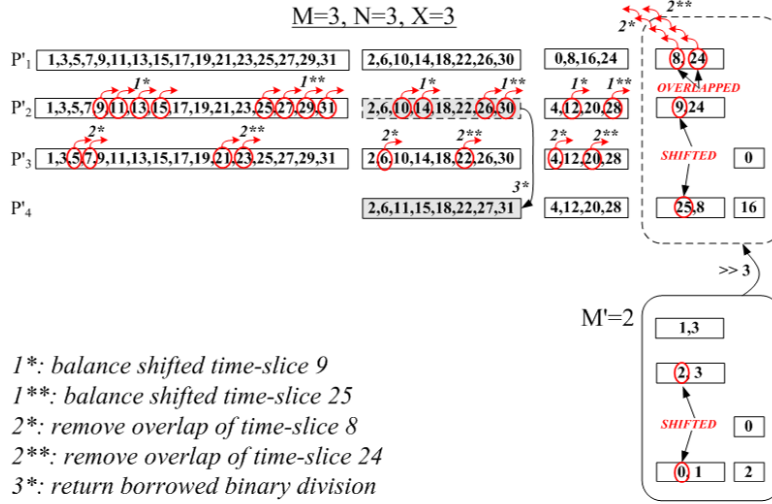 M=3, N=3, X=3
2*
2**
P'1 1,3,5,7,9,11,13,15,17,19,21,23,25,27,29,31 2,6,10,14,18,22,26,30 0,8,16,24 8, 24
1* 1** 1* 1** 1* 1** OVERLAPPED
P'2 1,3,5,7,9,11,13,15,17,19,21,23,25,27,29,31 2,6,10,14,18,22,26,30 4,12,20,28 9,24
2* 2** 2* 2** 2* 2** SHIFTED
P'3 1,3,5,7,9,11,13,15,17,19,21,23,25,27,29,31 2,6,10,14,18,22,26,30 4,12,20,28 0
3*
P'4 2,6,11,15,18,22,27,31 4,12,20,28 25,8 16
>> 3
M'=2
1,3
2, 3
SHIFTED
0
0, 1 2
1*: balance shifted time-slice 9
1**: balance shifted time-slice 25
2*: remove overlap of time-slice 8
2**: remove overlap of time-slice 24
3*: return borrowed binary division